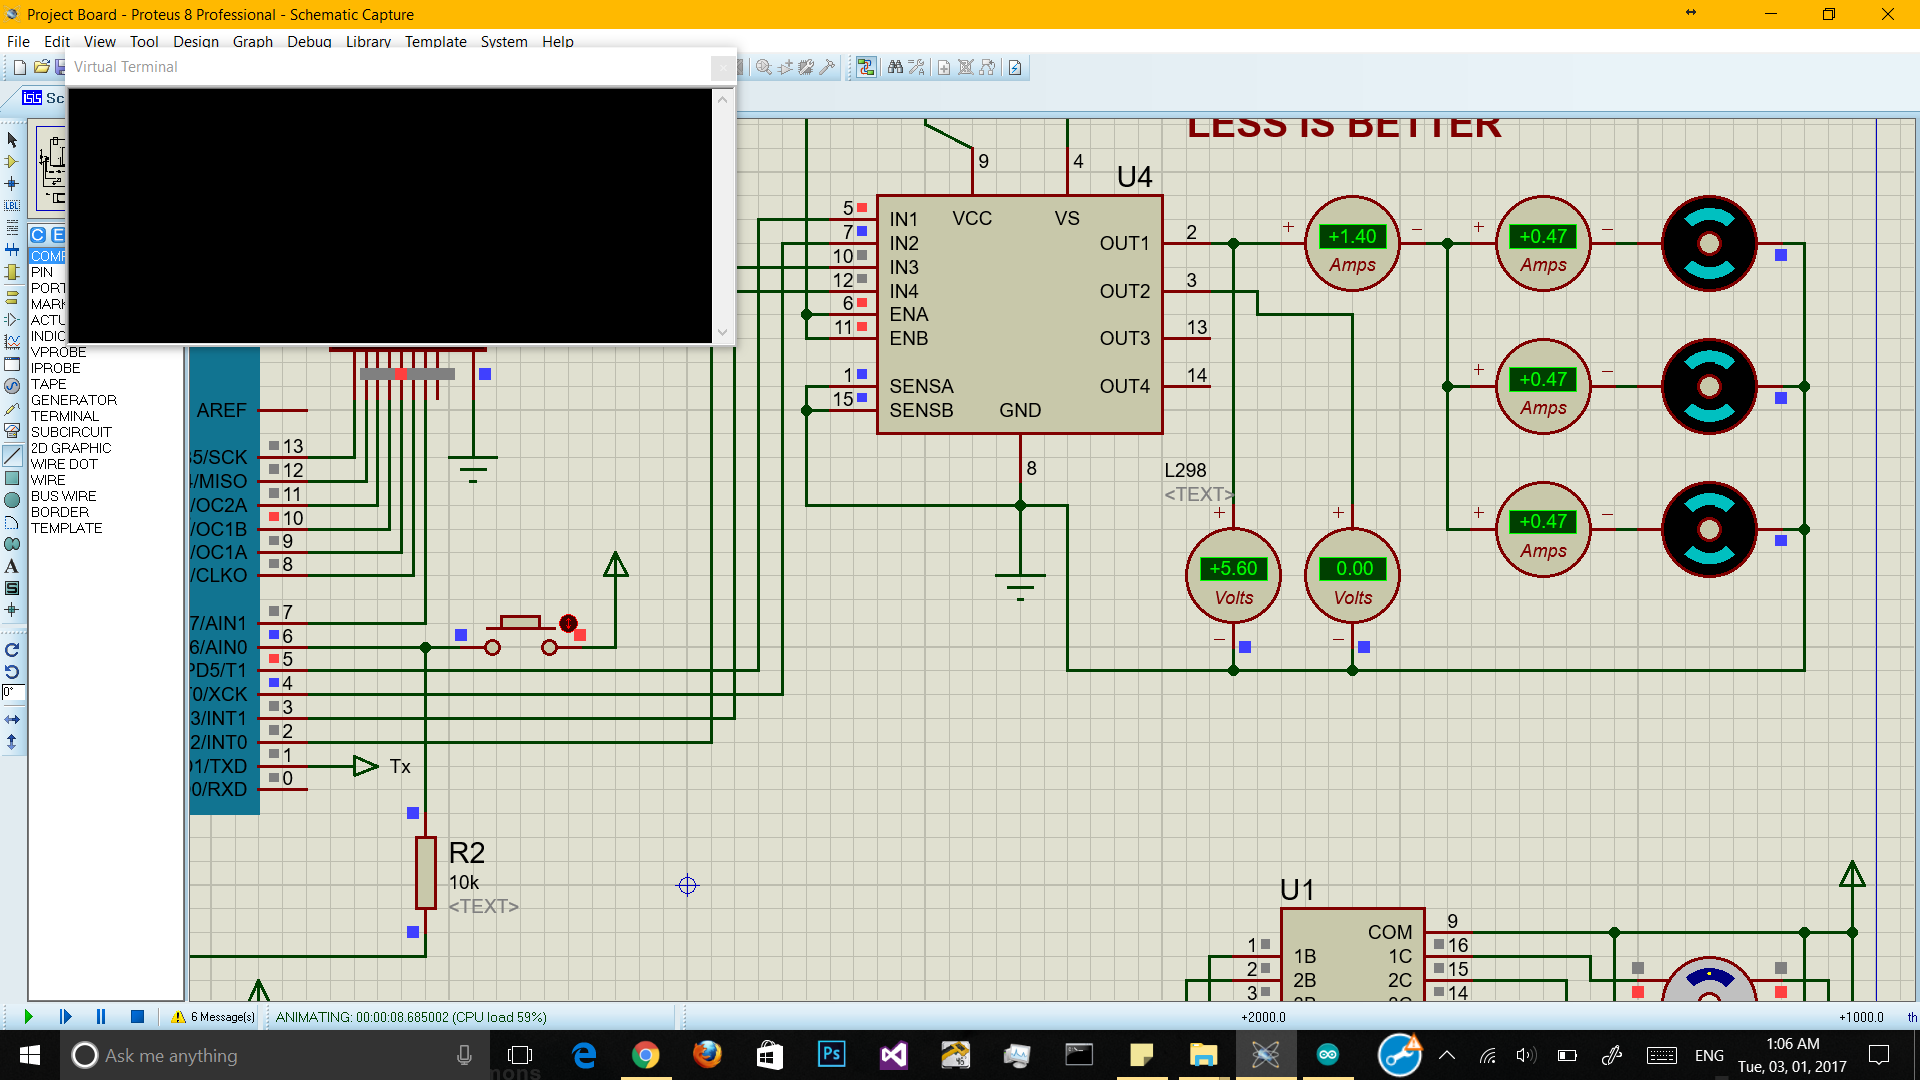 Project Board - Proteus 8 Professional - Schematic Capture
File Edit View Tool Design Graph Debug Library Template System Help
Virtual Terminal
ISIS Sc
C E
LBL
COMP
PIN
PORT
MARK
ACTU
INDIC
VPROBE
IPROBE
TAPE
GENERATOR
TERMINAL
SUBCIRCUIT
2D GRAPHIC
WIRE DOT
WIRE
BUS WIRE
BORDER
TEMPLATE
A
S
0°
LESS IS BETTER
9 4
U4
5 IN1 VCC VS
7 IN2 OUT1 2
10 IN3
12 IN4 OUT2 3
6 ENA
11 ENB OUT3 13
1 SENSA OUT4 14
15 SENSB GND
8
L298
<TEXT>
+ +1.40 Amps −
+ +0.47 Amps −
+ +0.47 Amps −
+ +0.47 Amps −
+ +5.60 Volts −
+ 0.00 Volts −
AREF
35/SCK 13
4/MISO 12
/OC2A 11
/OC1B 10
/OC1A 9
/CLKO 8
7/AIN1 7
6/AIN0 6
PD5/T1 5
T0/XCK 4
3/INT1 3
2/INT0 2
D1/TXD 1 Tx
D0/RXD 0
R2
10k
<TEXT>
U1
COM 9
1 1B 1C 16
2 2B 2C 15
3 14
6 Message(s)
ANIMATING: 00:00:08.685002 (CPU load 59%)
+2000.0
+1000.0
th
Ask me anything
Ps
ENG
1:06 AM
Tue, 03, 01, 2017